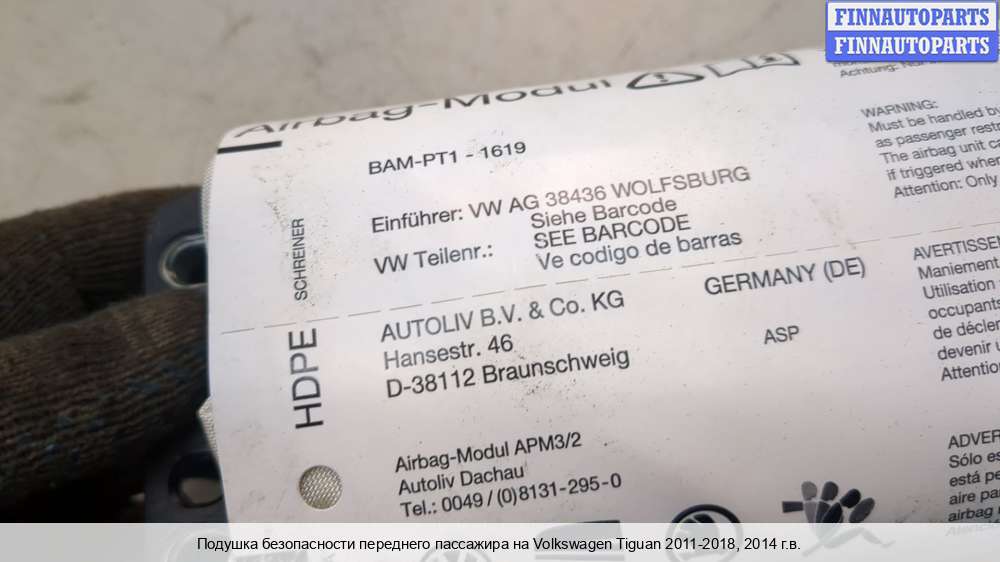 FINNAUTOPARTS
FINNAUTOPARTS
Airbag-Modul
BAM-PT1 - 1619
Einführer: VW AG 38436 WOLFSBURG
Siehe Barcode
VW Teilenr.: SEE BARCODE
Ve codigo de barras
SCHREINER
HDPE
AUTOLIV B.V. & Co. KG
GERMANY (DE)
Hansestr. 46
ASP
D-38112 Braunschweig
Airbag-Modul APM3/2
Autoliv Dachau
Tel.: 0049 / (0)8131-295-0
Achtung:
WARNING:
Must be handled by
as passenger restr
The airbag unit ca
if triggered when
Attention: Only
AVERTISSE
Maniement
Utilisation
occupants
de déclen
devenir u
Attentio
ADVER
Sólo es
está pe
aire pa
airbag
Atenció
Подушка безопасности переднего пассажира на Volkswagen Tiguan 2011-2018, 2014 г.в.